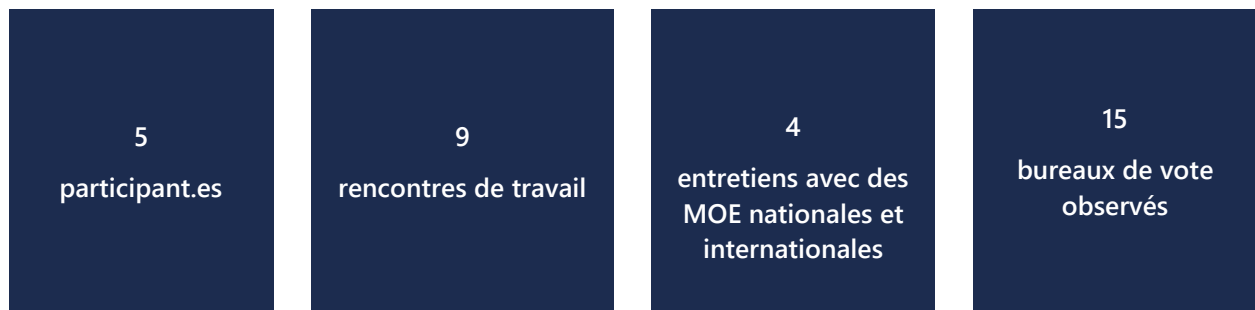 5
participant.es
9
rencontres de travail
4
entretiens avec des
MOE nationales et
internationales
15
bureaux de vote
observés